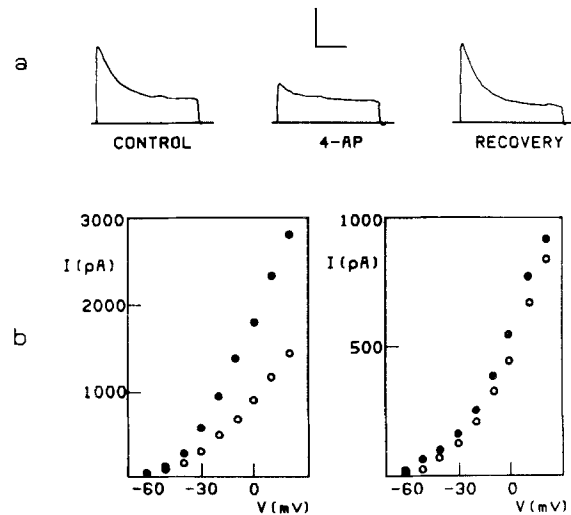 a
CONTROL
4-AP
RECOVERY
b
3000
I(pA)
2000
1000
-60
-30
0
V(mV)
1000
I(pA)
500
-60
-30
0
V(mV)